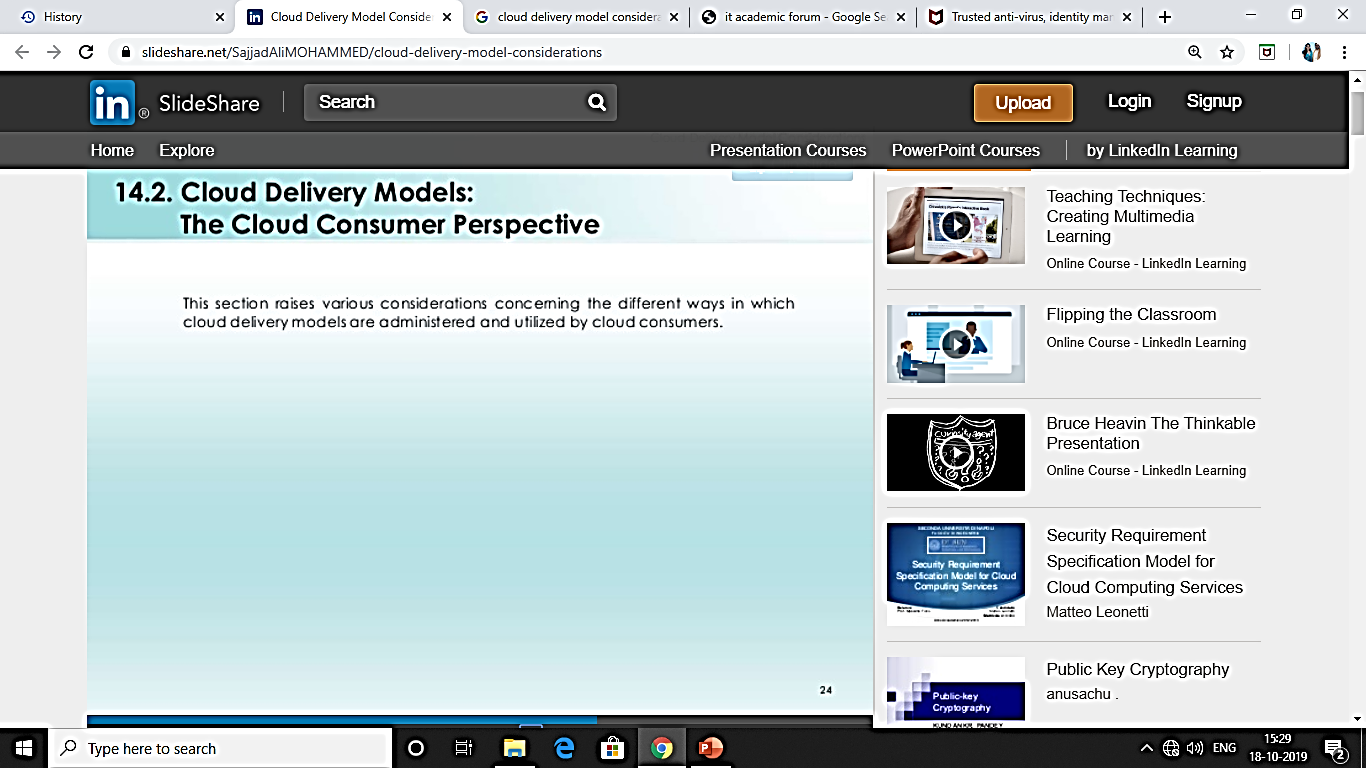 History
Cloud Delivery Model Conside
cloud delivery model considera
it academic forum - Google Se
Trusted anti-virus, identity mar
slideshare.net/SajjadAliMOHAMMED/cloud-delivery-model-considerations
in ® SlideShare
Search
Upload
Login
Signup
Home
Explore
Presentation Courses
PowerPoint Courses
by LinkedIn Learning
14.2. Cloud Delivery Models:
The Cloud Consumer Perspective
This section raises various considerations concerning the different ways in which
cloud delivery models are administered and utilized by cloud consumers.
24
Teaching Techniques:
Creating Multimedia
Learning
Online Course - LinkedIn Learning
Flipping the Classroom
Online Course - LinkedIn Learning
curiosity agent
Bruce Heavin The Thinkable
Presentation
Online Course - LinkedIn Learning
Security Requirement
Specification Model for Cloud
Computing Services
Security Requirement
Specification Model for
Cloud Computing Services
Matteo Leonetti
Public-key
Cryptography
Public Key Cryptography
anusachu .
Type here to search
ENG
15:29
18-10-2019
2